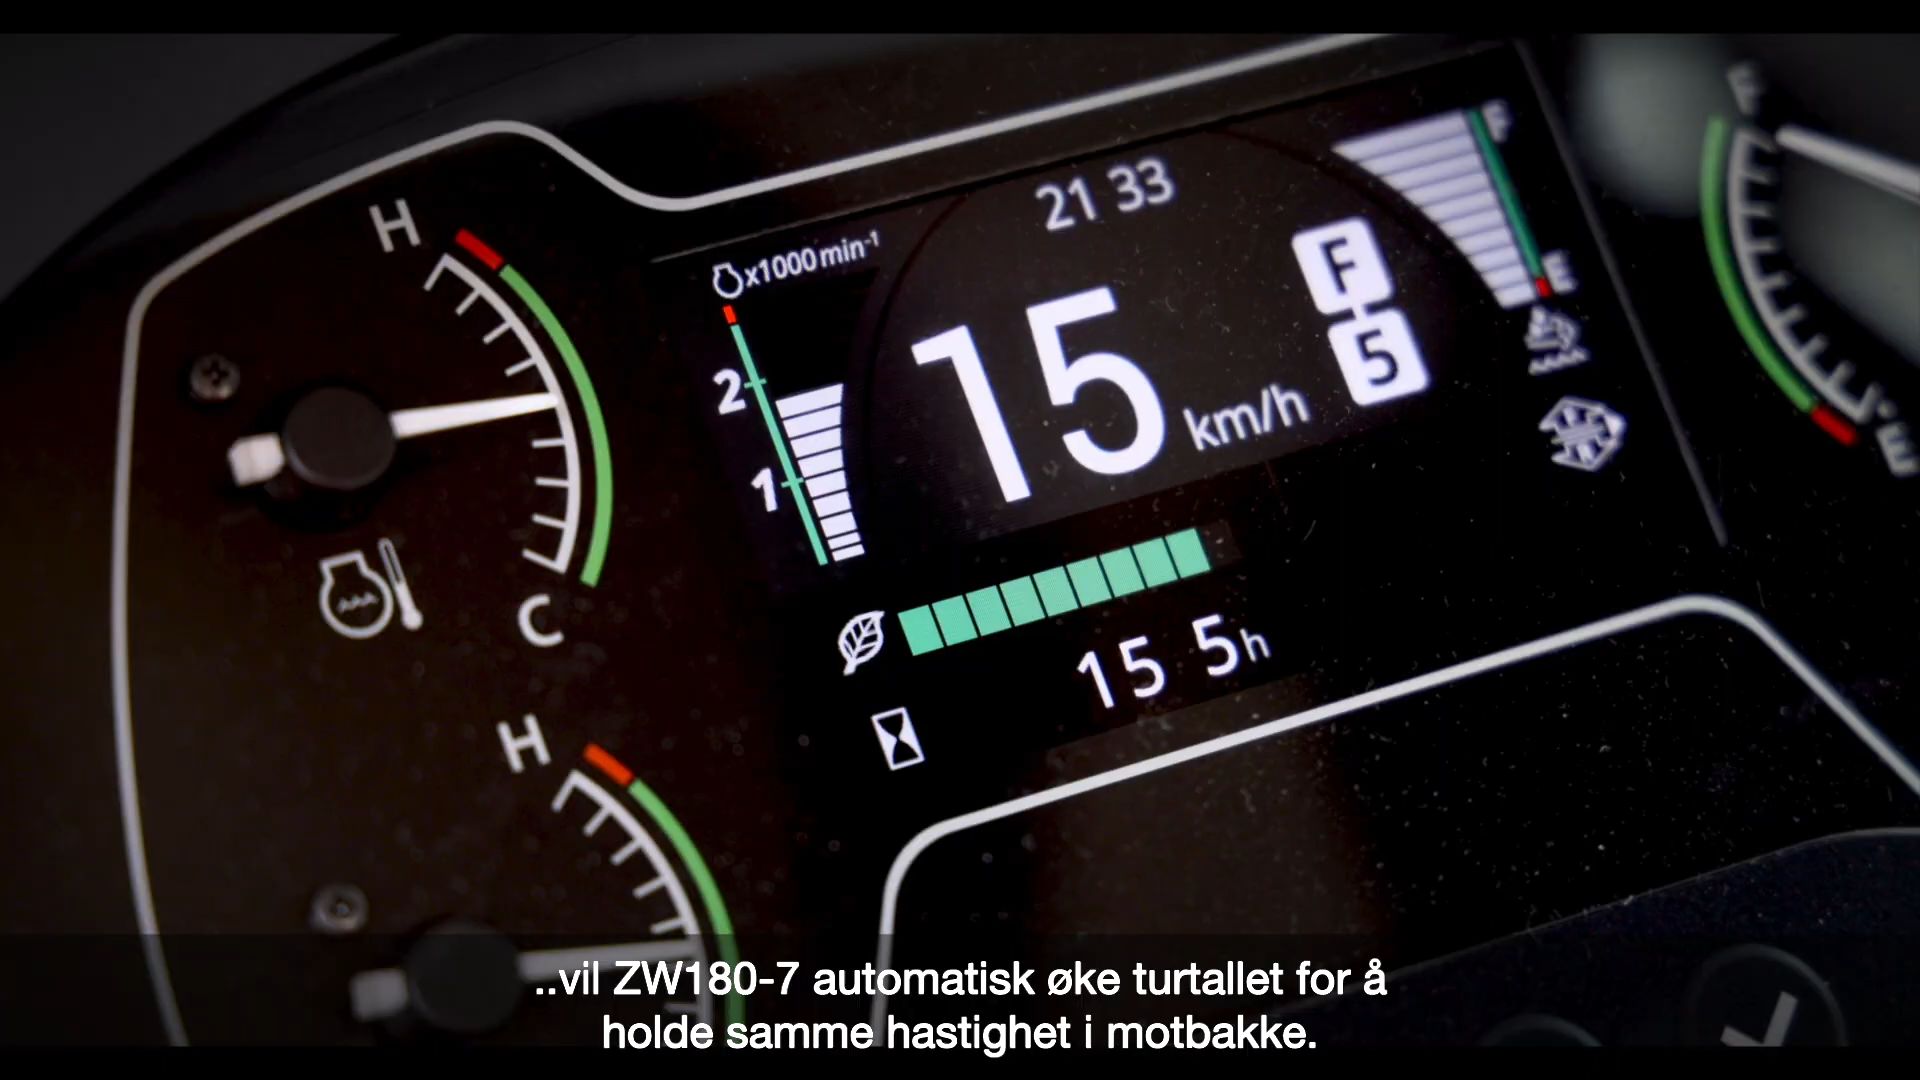 H
C
x1000 min-1
2
1
21 33
15 km/h
F
5
F
E
15 5h
H
F
E
..vil ZW180-7 automatisk øke turtallet for å
holde samme hastighet i motbakke.